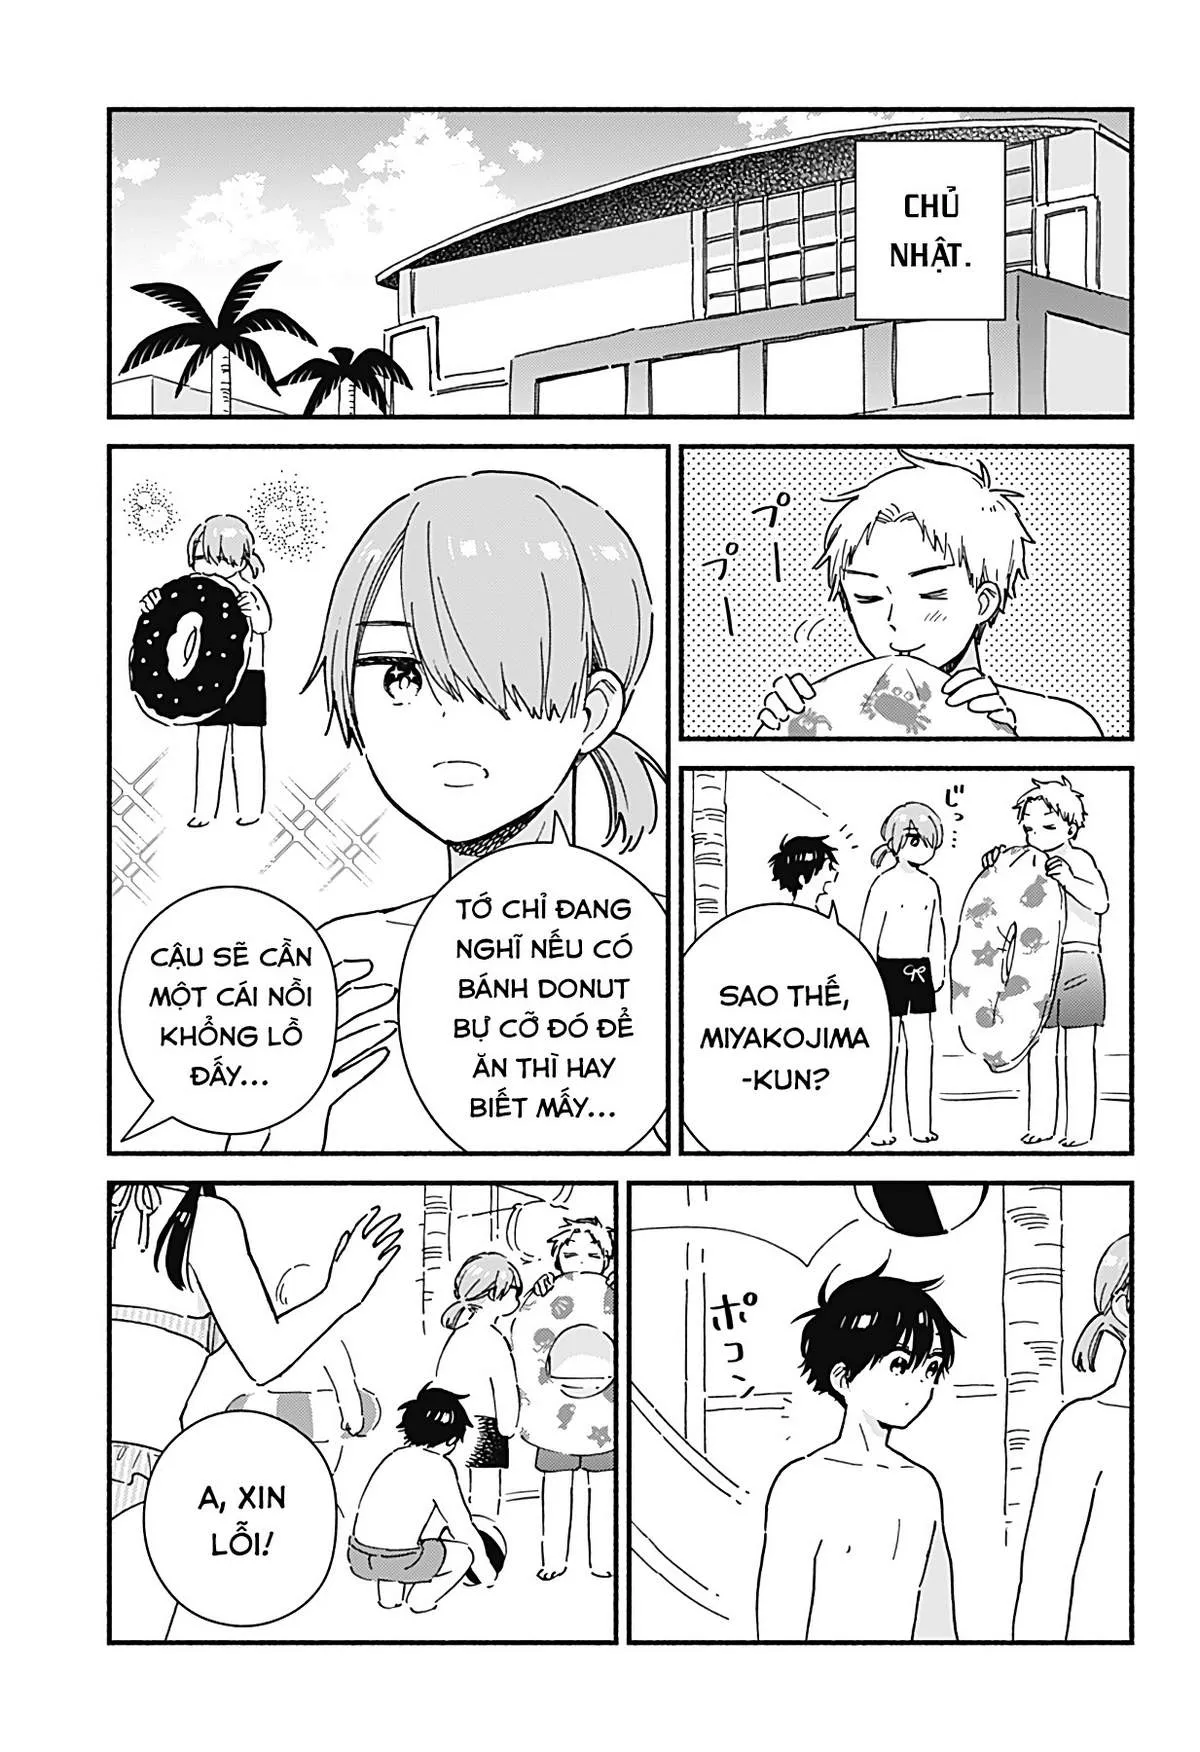 CHỦ
NHẬT.
プー
プー
じっ
SAO THẾ,
MIYAKOJIMA
-KUN?
TỚ CHỈ ĐANG
NGHĨ NẾU CÓ
BÁNH DONUT
BỰ CỠ ĐÓ ĐỂ
ĂN THÌ HAY
BIẾT MẤY...
CẬU SẼ CẦN
MỘT CÁI NỒI
KHỔNG LỒ
ĐẤY...
ポコン
A, XIN
LỖI!